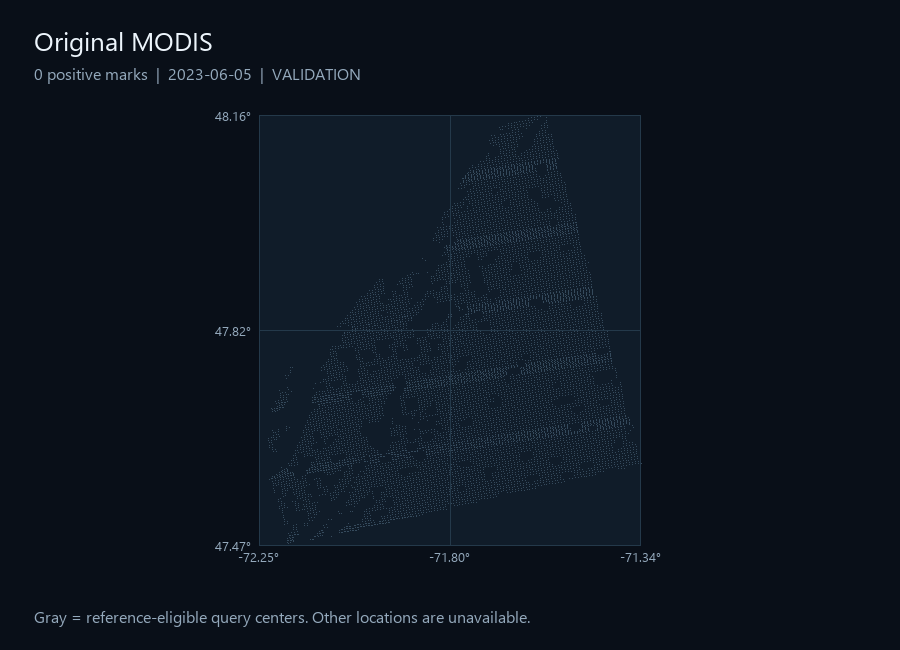 Original MODIS
0 positive marks | 2023-06-05 | VALIDATION
48.16°
47.82°
47.47°
-72.25°
-71.80°
-71.34°
Gray = reference-eligible query centers. Other locations are unavailable.